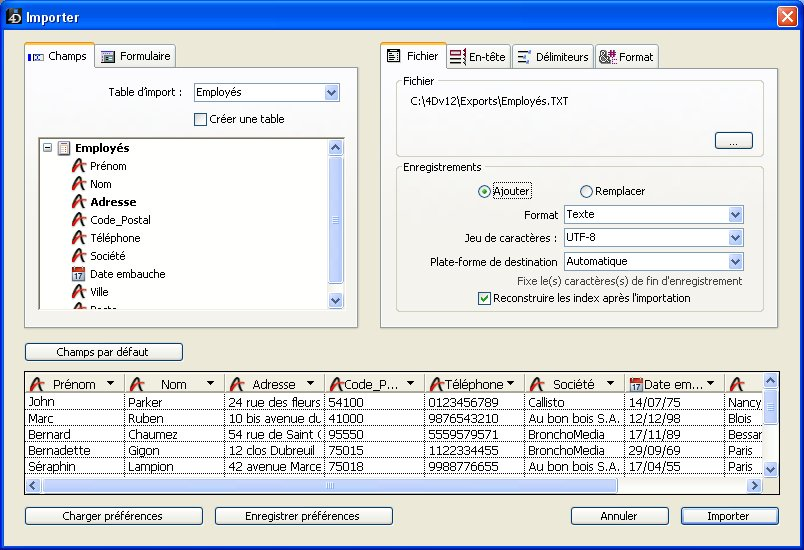 4D Importer
Champs
Formulaire
Table d'import :
Employés
Créer une table
Employés
Prénom
Nom
Adresse
Code_Postal
Téléphone
Société
17 Date embauche
Ville
Fichier
En-tête
Délimiteurs
Format
Fichier
C:\4Dv12\Exports\Employés.TXT
...
Enregistrements
Ajouter
Remplacer
Format
Texte
Jeu de caractères :
UTF-8
Plate-forme de destination
Automatique
Fixe le(s) caractères(s) de fin d'enregistrement
Reconstruire les index après l'importation
Champs par défaut
Prénom Nom Adresse Code_P... Téléphone Société 17 Date em...
John Parker 24 rue des fleurs 54100 0123456789 Callisto 14/07/75 Nancy
Marc Ruben 10 bis avenue du 41000 9876543210 Au bon bois S.A. 12/12/98 Blois
Bernard Chaumez 54 rue de Saint 95550 5559579571 BronchoMedia 17/11/89 Bessar
Bernadette Gigon 12 clos Dubreuil 75015 1122334455 BronchoMedia 29/09/69 Paris
Séraphin Lampion 42 avenue Marce 75018 9988776655 Au bon bois S.A. 17/04/55 Paris
Charger préférences
Enregistrer préférences
Annuler
Importer